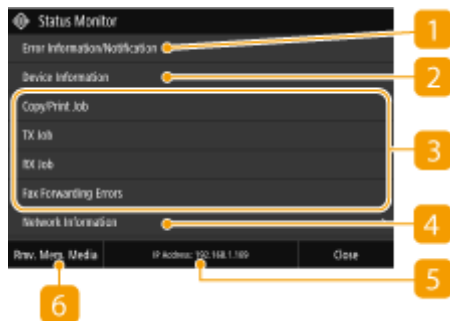 Status Monitor
Error Information/Notification
Device Information
Copy/Print Job
TX Job
RX Job
Fax Forwarding Errors
Network Information
Rmv. Mem. Media
IP Address: 192.168.1.169
Close
1
2
3
4
5
6